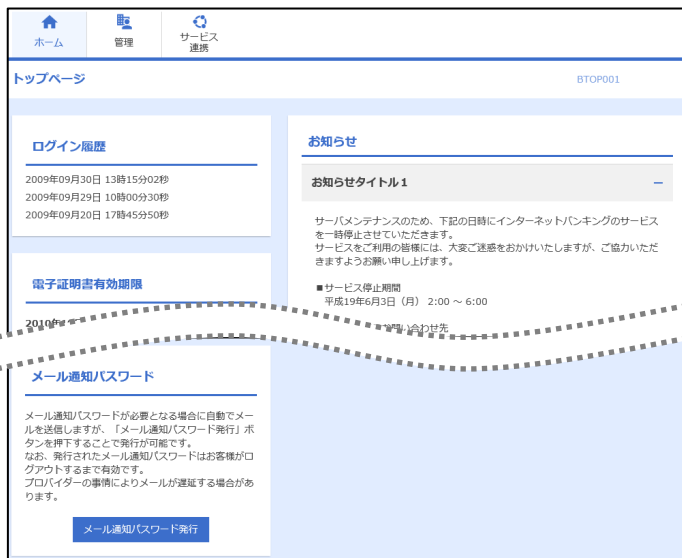 ホーム
管理
サービス
連携
トップページ
BTOP001
ログイン履歴
2009年09月30日 13時15分02秒
2009年09月29日 10時00分30秒
2009年09月20日 17時45分50秒
電子証明書有効期限
2010年
メール通知パスワード
メール通知パスワードが必要となる場合に自動でメー
ルを送信しますが、「メール通知パスワード発行」ボ
タンを押下することで発行が可能です。
なお、発行されたメール通知パスワードはお客様がロ
グアウトするまで有効です。
プロバイダーの事情によりメールが遅延する場合があ
ります。
メール通知パスワード発行
お知らせ
お知らせタイトル1
サーバメンテナンスのため、下記の日時にインターネットバンキングのサービス
を一時停止させていただきます。
サービスをご利用の皆様には、大変ご迷惑をおかけいたしますが、ご協力いただ
きますようお願い申し上げます。
■サービス停止期間
平成19年6月3日（月） 2:00 ～ 6:00
お問い合わせ先